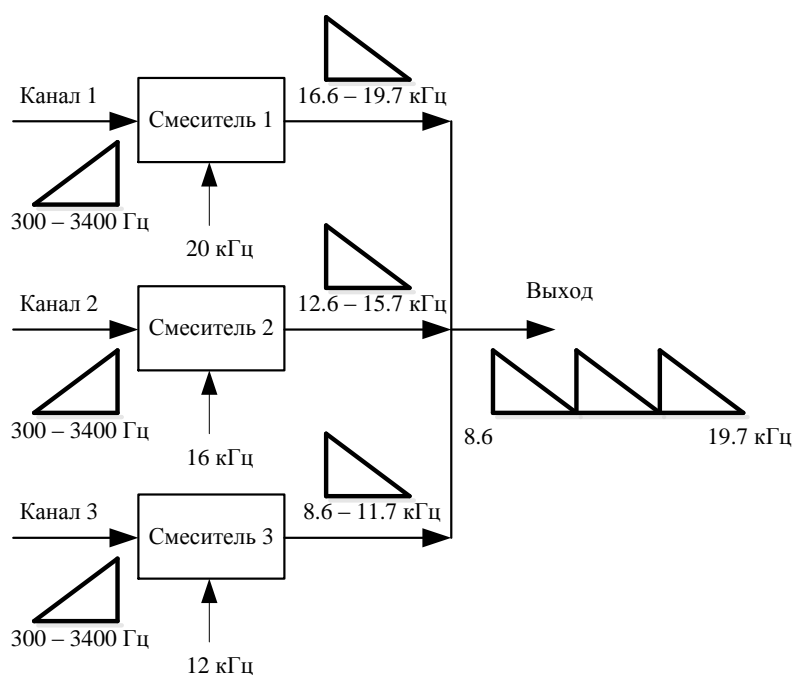 Канал 1
Смеситель 1
16.6 – 19.7 кГц
300 – 3400 Гц
20 кГц
Канал 2
Смеситель 2
12.6 – 15.7 кГц
Выход
300 – 3400 Гц
16 кГц
8.6
19.7 кГц
Канал 3
Смеситель 3
8.6 – 11.7 кГц
300 – 3400 Гц
12 кГц